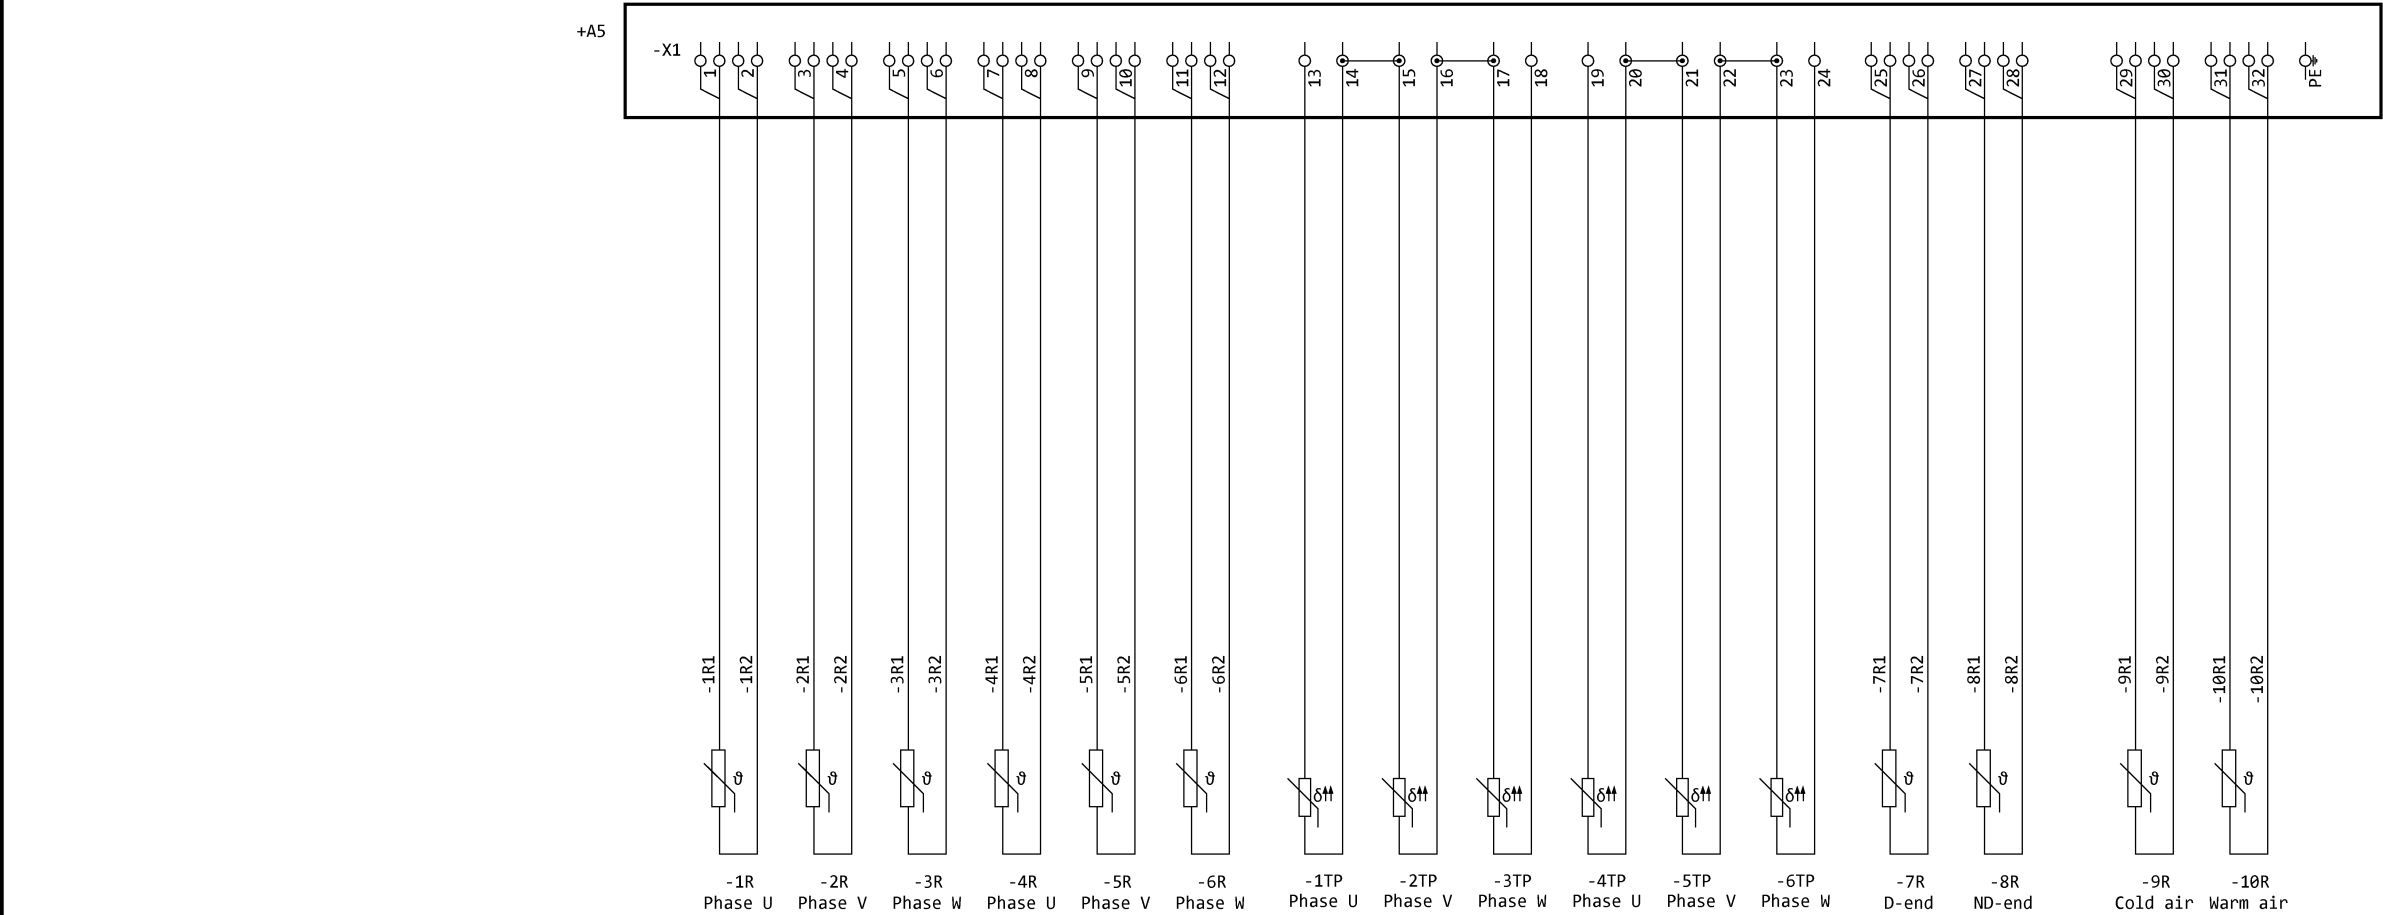 +A5
-X1
1 2 3 4 5 6 7 8 9 10 11 12 13 14 15 16 17 18 19 20 21 22 23 24 25 26 27 28 29 30 31 32 PE
-1R1 -1R2 -2R1 -2R2 -3R1 -3R2 -4R1 -4R2 -5R1 -5R2 -6R1 -6R2 -7R1 -7R2 -8R1 -8R2 -9R1 -9R2 -10R1 -10R2
ϑ ϑ ϑ ϑ ϑ ϑ δ δ δ δ δ δ ϑ ϑ ϑ ϑ
-1R -2R -3R -4R -5R -6R -1TP -2TP -3TP -4TP -5TP -6TP -7R -8R -9R -10R
Phase U Phase V Phase W Phase U Phase V Phase W Phase U Phase V Phase W Phase U Phase V Phase W D-end ND-end Cold air Warm air